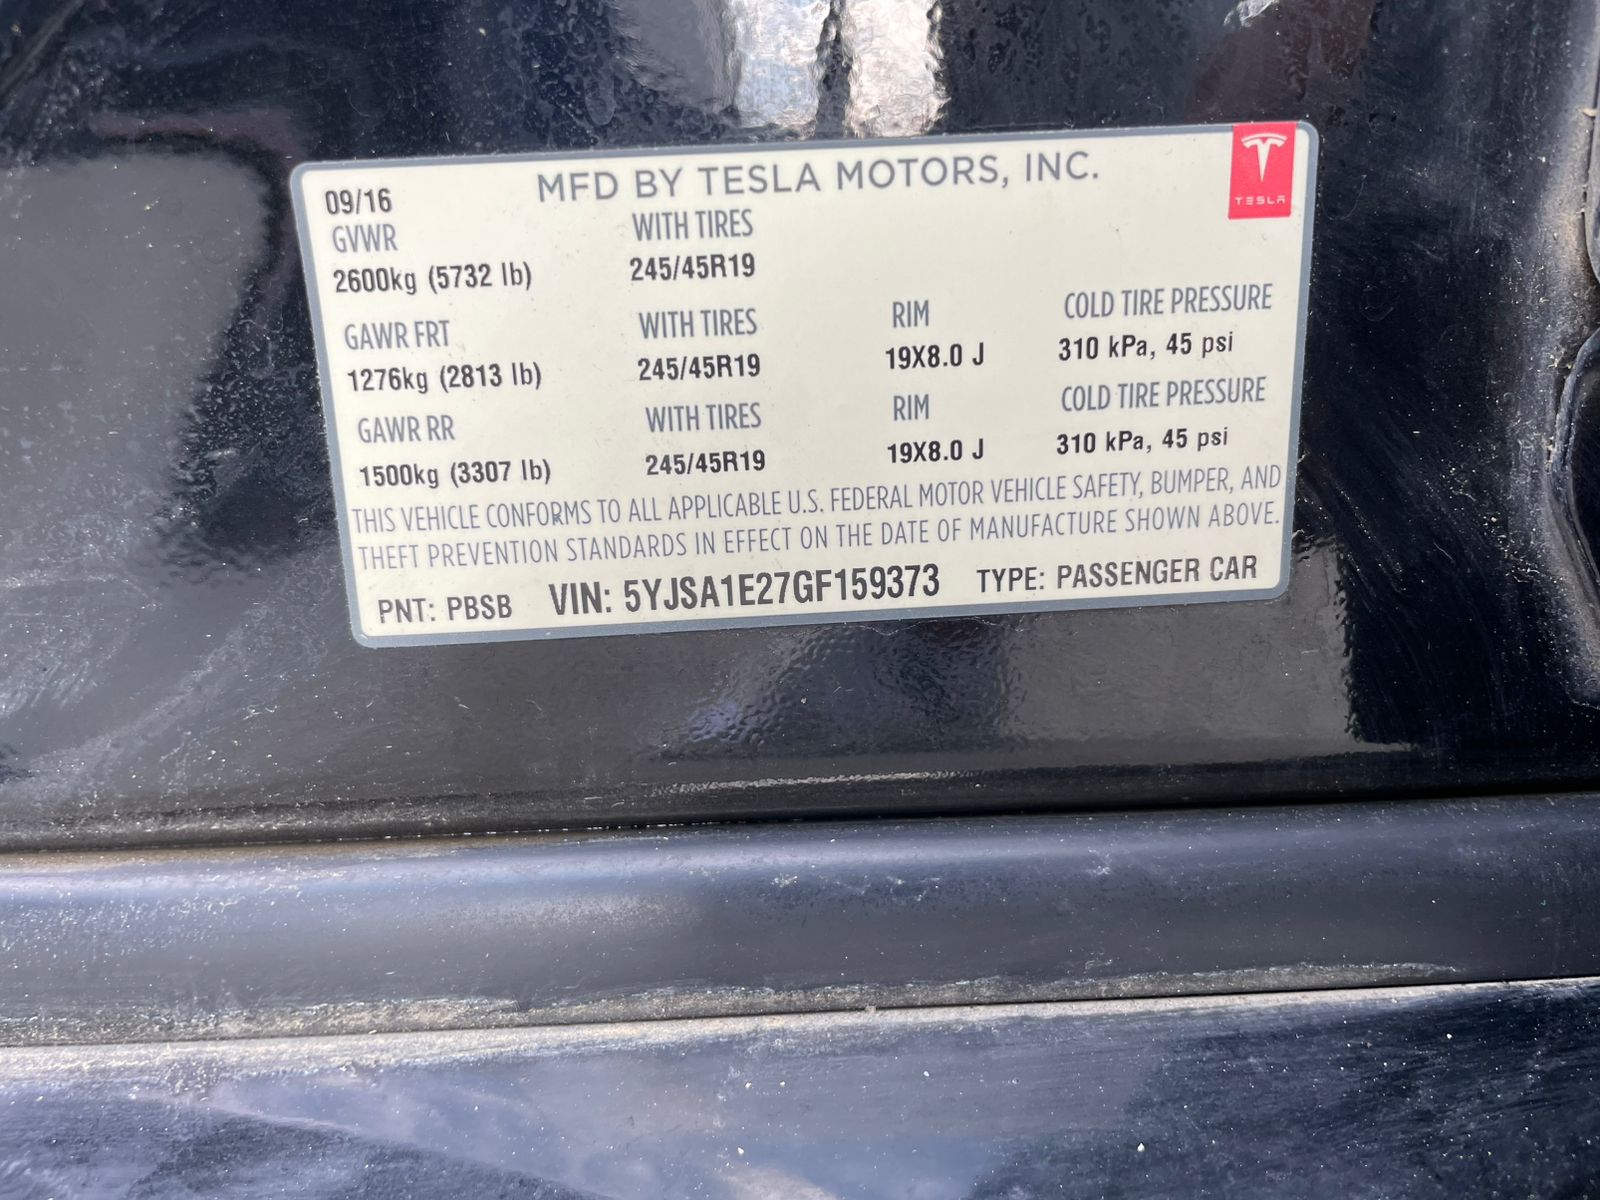 MFD BY TESLA MOTORS, INC.
TESLA
09/16
GVWR WITH TIRES
2600kg (5732 lb) 245/45R19
GAWR FRT WITH TIRES RIM COLD TIRE PRESSURE
1276kg (2813 lb) 245/45R19 19X8.0 J 310 kPa, 45 psi
GAWR RR WITH TIRES RIM COLD TIRE PRESSURE
1500kg (3307 lb) 245/45R19 19X8.0 J 310 kPa, 45 psi
THIS VEHICLE CONFORMS TO ALL APPLICABLE U.S. FEDERAL MOTOR VEHICLE SAFETY, BUMPER, AND
THEFT PREVENTION STANDARDS IN EFFECT ON THE DATE OF MANUFACTURE SHOWN ABOVE.
PNT: PBSB VIN: 5YJSA1E27GF159373 TYPE: PASSENGER CAR